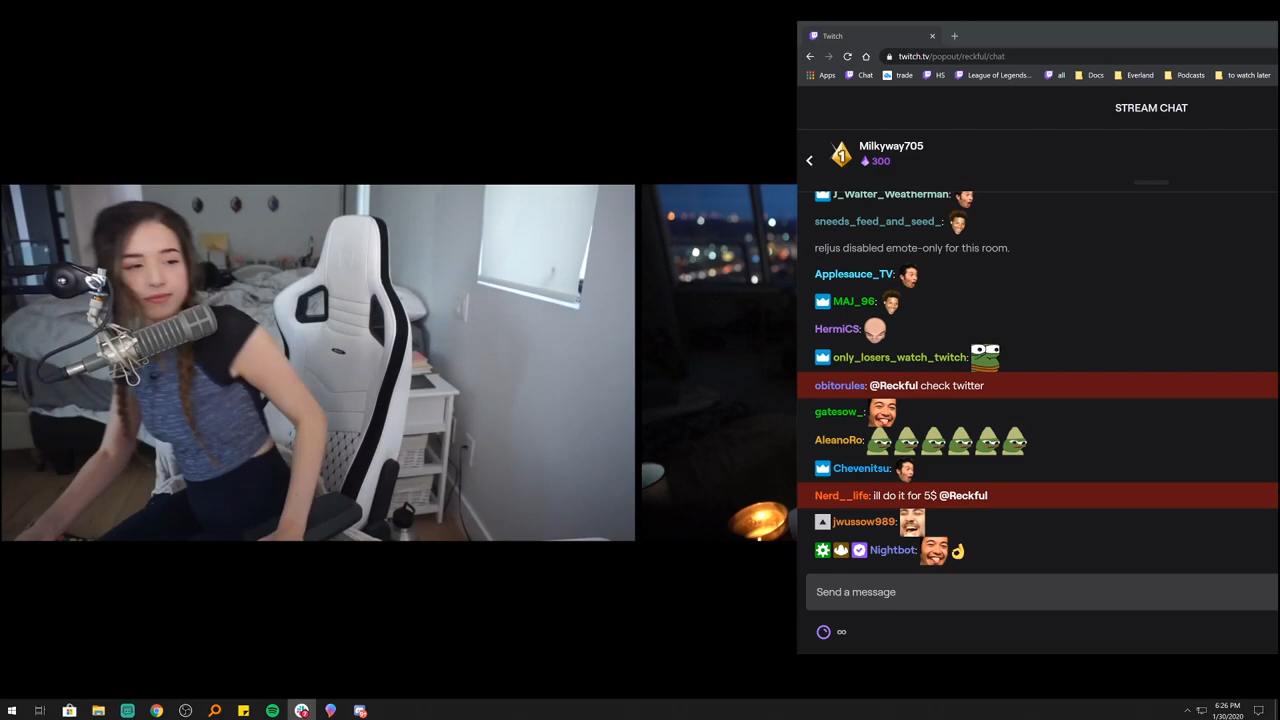 Twitch
twitch.tv/popout/reckful/chat
Apps Chat trade HS League of Legends... all Docs Everland Podcasts to watch later
STREAM CHAT
1 Milkyway705
300
J_Walter_Weatherman:
sneeds_feed_and_seed_:
reljus disabled emote-only for this room.
Applesauce_TV:
MAJ_96:
HermiCS:
only_losers_watch_twitch:
obitorules: @Reckful check twitter
gatesow_:
AleanoRo:
Chevenitsu:
Nerd__life: ill do it for 5$ @Reckful
jwussow989:
Nightbot:
Send a message
∞
6:26 PM
1/30/2020